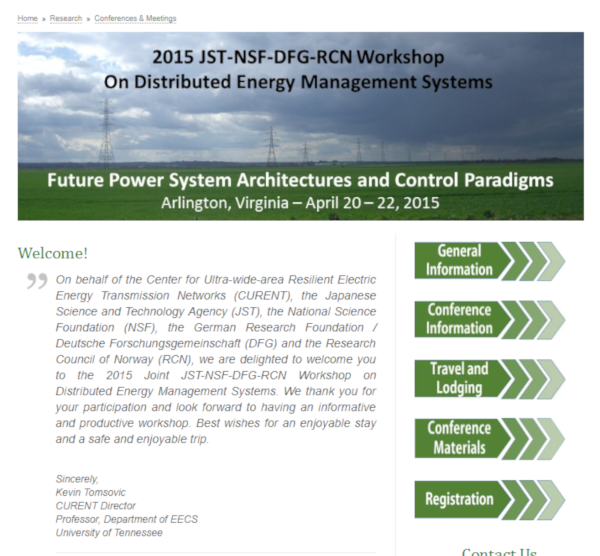 Home » Research » Conferences & Meetings
2015 JST-NSF-DFG-RCN Workshop
On Distributed Energy Management Systems
Future Power System Architectures and Control Paradigms
Arlington, Virginia – April 20 – 22, 2015
Welcome!
On behalf of the Center for Ultra-wide-area Resilient Electric
Energy Transmission Networks (CURENT), the Japanese
Science and Technology Agency (JST), the National Science
Foundation (NSF), the German Research Foundation /
Deutsche Forschungsgemeinschaft (DFG) and the Research
Council of Norway (RCN), we are delighted to welcome you
to the 2015 Joint JST-NSF-DFG-RCN Workshop on
Distributed Energy Management Systems. We thank you for
your participation and look forward to having an informative
and productive workshop. Best wishes for an enjoyable stay
and a safe and enjoyable trip.
Sincerely,
Kevin Tomsovic
CURENT Director
Professor, Department of EECS
University of Tennessee
General
Information
Conference
Information
Travel and
Lodging
Conference
Materials
Registration
Contact Us